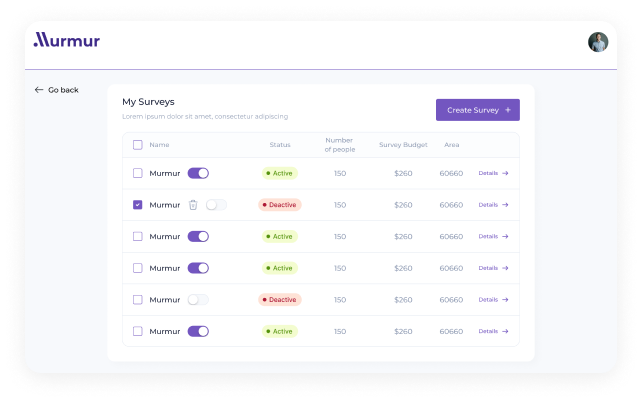 Murmur
Go back
My Surveys
Lorem ipsum dolor sit amet, consectetur adipiscing
Create Survey +
Name Status Number of people Survey Budget Area
Murmur Active 150 $260 60660 Details
Murmur Deactive 150 $260 60660 Details
Murmur Active 150 $260 60660 Details
Murmur Active 150 $260 60660 Details
Murmur Deactive 150 $260 60660 Details
Murmur Active 150 $260 60660 Details